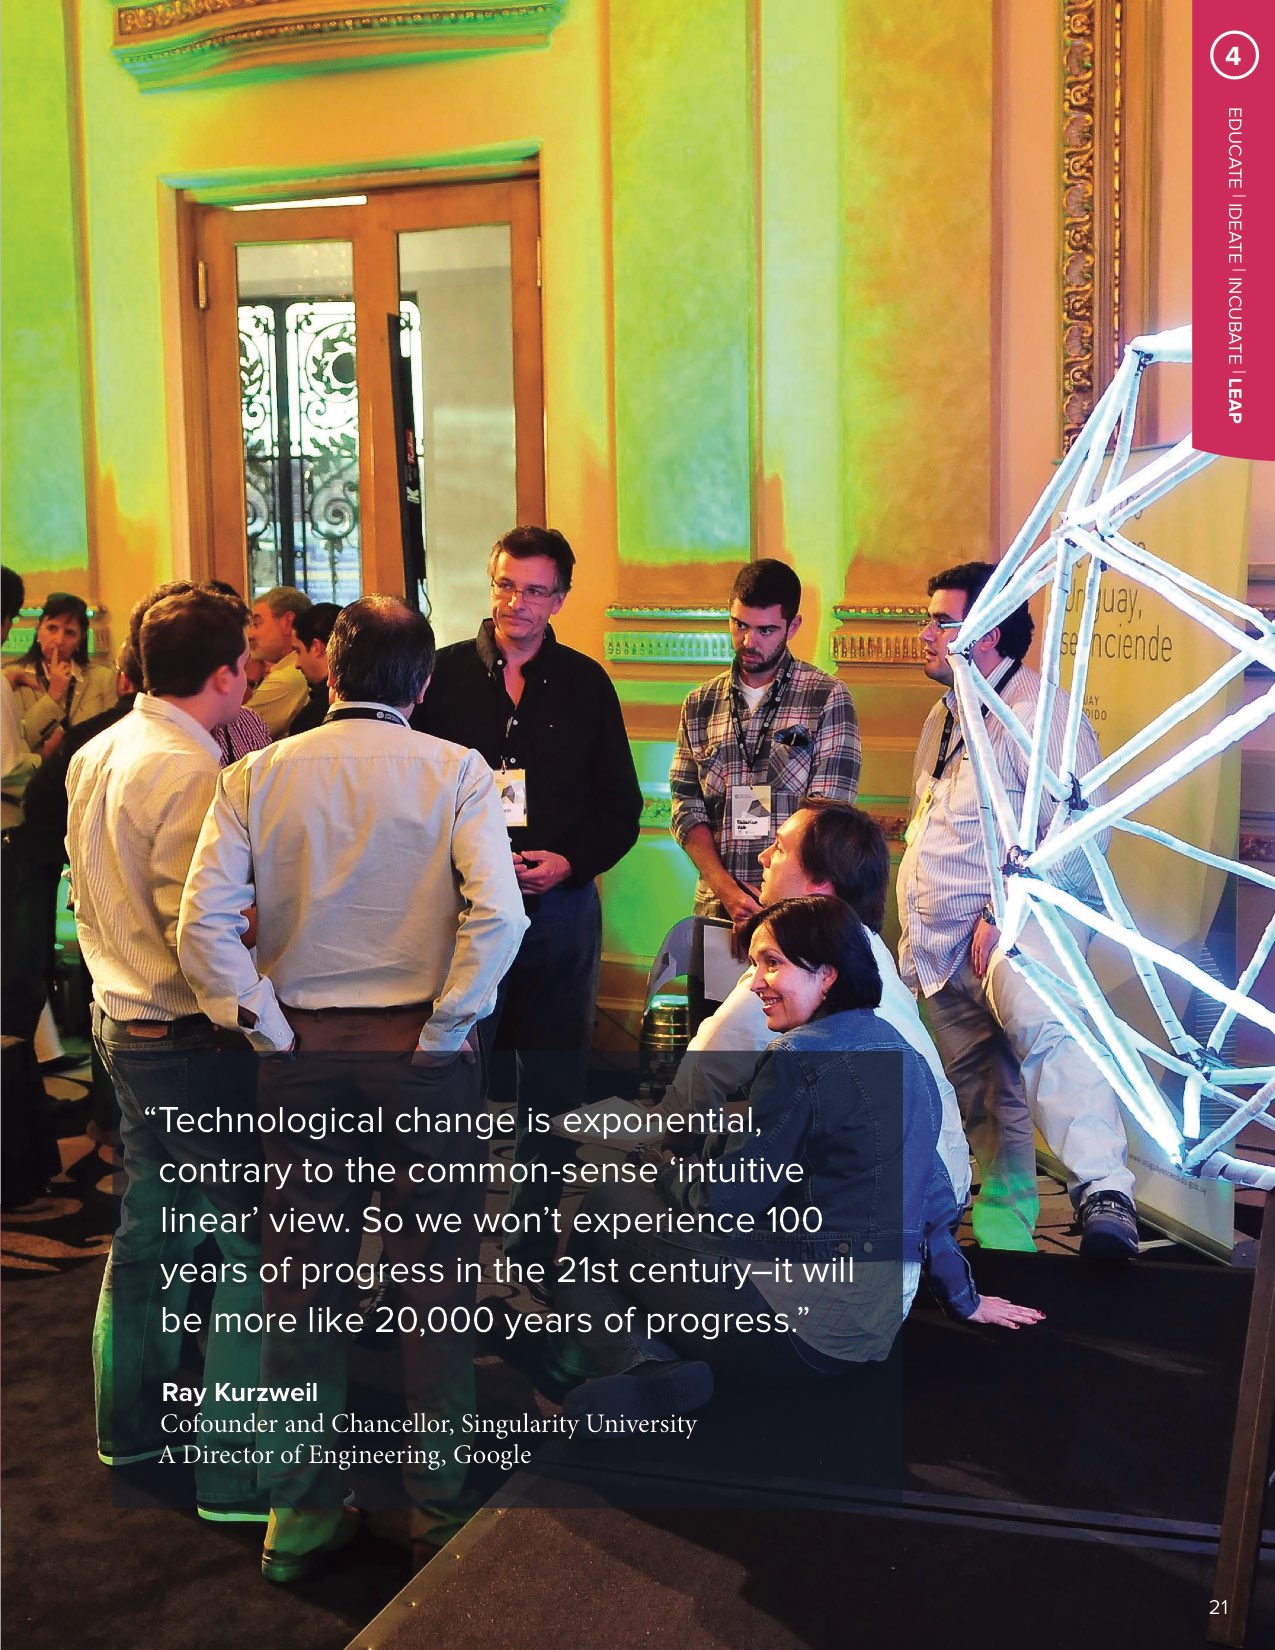 4
EDUCATE | IDEATE | INCUBATE | LEAP
uay,
enciende
“Technological change is exponential,
contrary to the common-sense ‘intuitive
linear’ view. So we won’t experience 100
years of progress in the 21st century–it will
be more like 20,000 years of progress.”
Ray Kurzweil
Cofounder and Chancellor, Singularity University
A Director of Engineering, Google
21